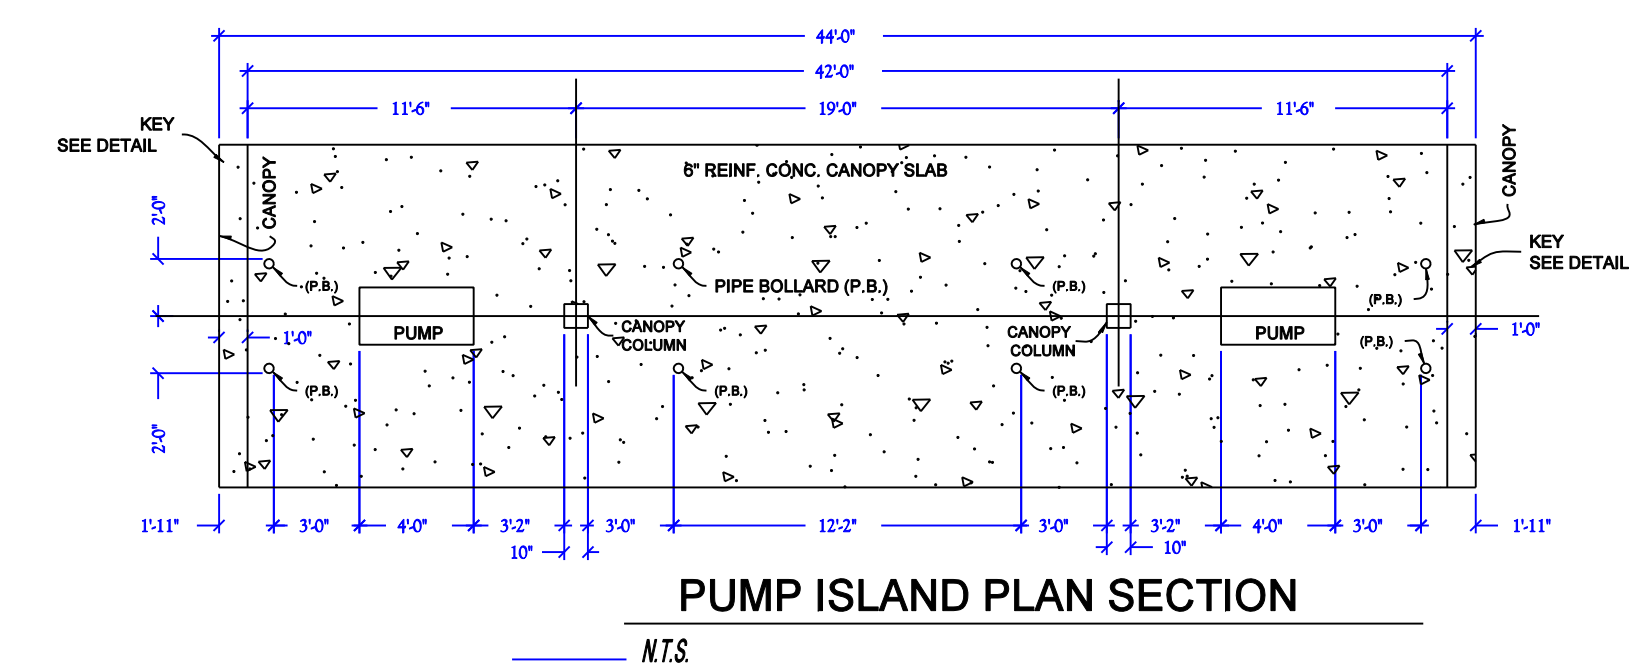 44'-0"
42'-0"
11'-6" 19'-0" 11'-6"
KEY
SEE DETAIL
CANOPY
6" REINF. CONC. CANOPY SLAB
CANOPY
2'-0"
KEY
SEE DETAIL
(P.B.)
PIPE BOLLARD (P.B.)
(P.B.)
(P.B.)
PUMP
CANOPY
COLUMN
CANOPY
COLUMN
PUMP
1'-0"
1'-0"
(P.B.)
(P.B.)
(P.B.)
(P.B.)
2'-0"
1'-11" 3'-0" 4'-0" 3'-2" 3'-0" 12'-2" 3'-0" 3'-2" 4'-0" 3'-0" 1'-11"
10" 10"
PUMP ISLAND PLAN SECTION
N.T.S.